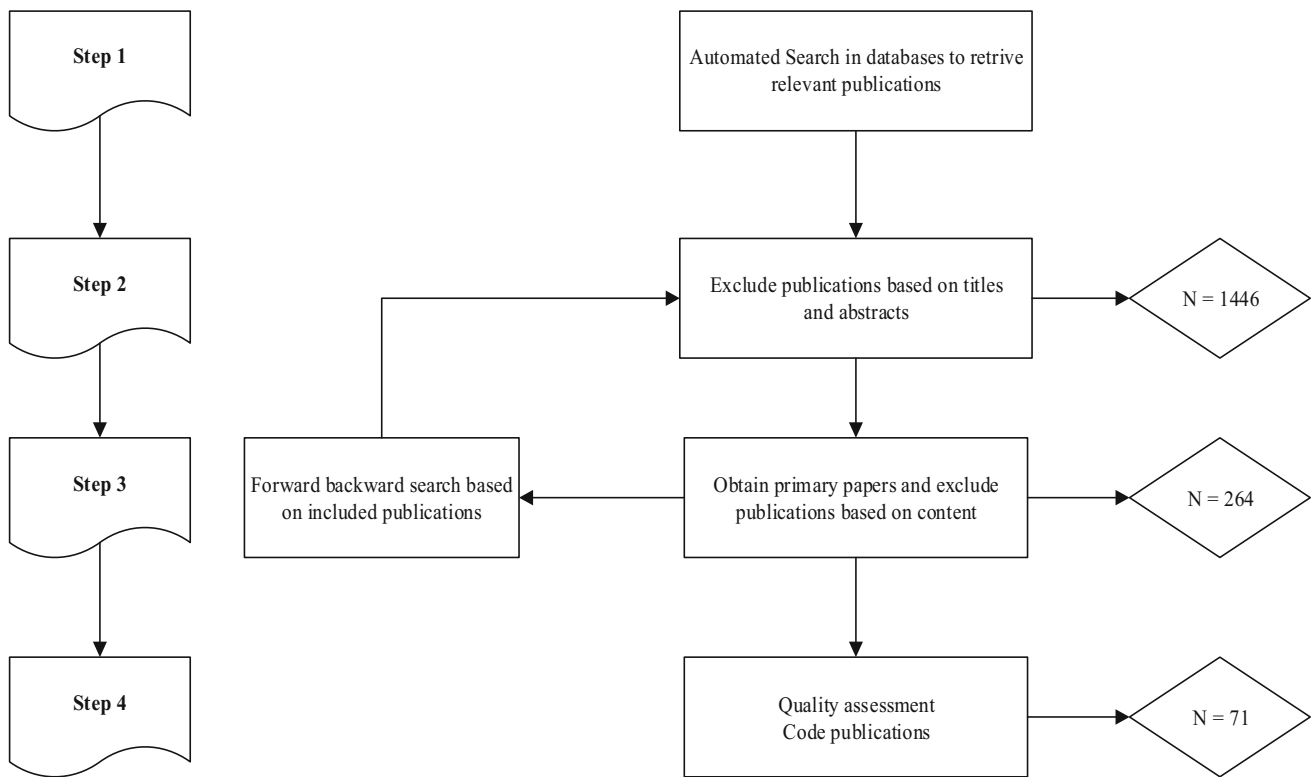 Step 1
Automated Search in databases to retrive
relevant publications
Step 2
Exclude publications based on titles
and abstracts
N = 1446
Step 3
Forward backward search based
on included publications
Obtain primary papers and exclude
publications based on content
N = 264
Step 4
Quality assessment
Code publications
N = 71